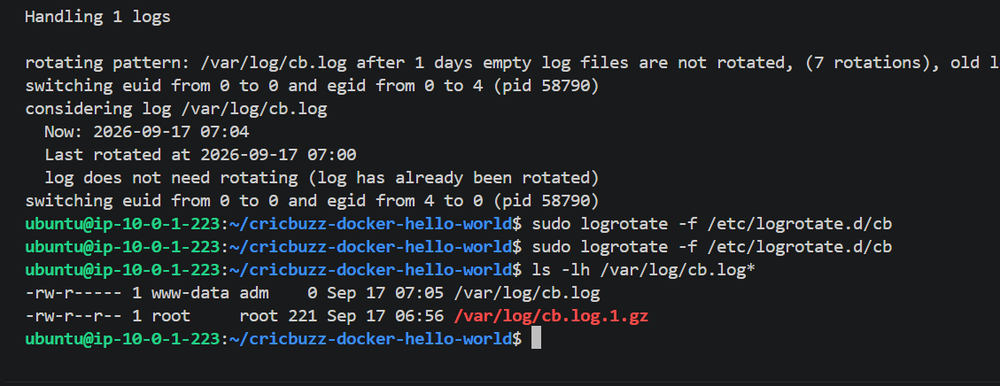 Handling 1 logs
rotating pattern: /var/log/cb.log after 1 days empty log files are not rotated, (7 rotations), old l
switching euid from 0 to 0 and egid from 0 to 4 (pid 58790)
considering log /var/log/cb.log
  Now: 2026-09-17 07:04
  Last rotated at 2026-09-17 07:00
  log does not need rotating (log has already been rotated)
switching euid from 0 to 0 and egid from 4 to 0 (pid 58790)
ubuntu@ip-10-0-1-223:~/cricbuzz-docker-hello-world$ sudo logrotate -f /etc/logrotate.d/cb
ubuntu@ip-10-0-1-223:~/cricbuzz-docker-hello-world$ sudo logrotate -f /etc/logrotate.d/cb
ubuntu@ip-10-0-1-223:~/cricbuzz-docker-hello-world$ ls -lh /var/log/cb.log*
-rw-r----- 1 www-data adm    0 Sep 17 07:05 /var/log/cb.log
-rw-r--r-- 1 root     root 221 Sep 17 06:56 /var/log/cb.log.1.gz
ubuntu@ip-10-0-1-223:~/cricbuzz-docker-hello-world$